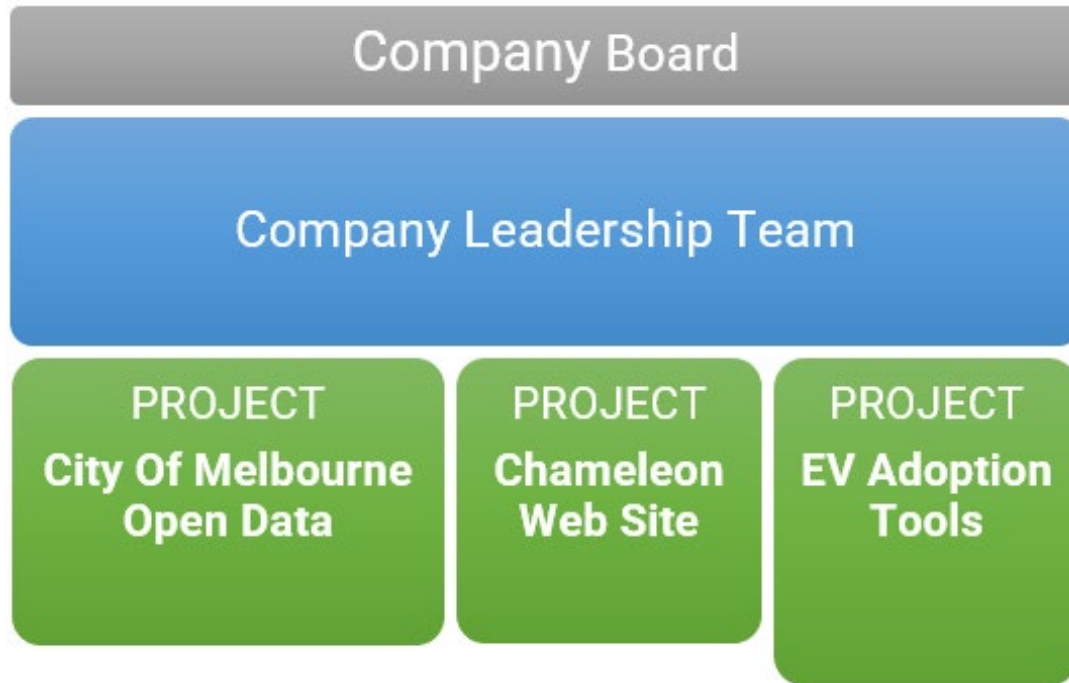 Company Board
Company Leadership Team
PROJECT
City Of Melbourne
Open Data
PROJECT
Chameleon
Web Site
PROJECT
EV Adoption
Tools